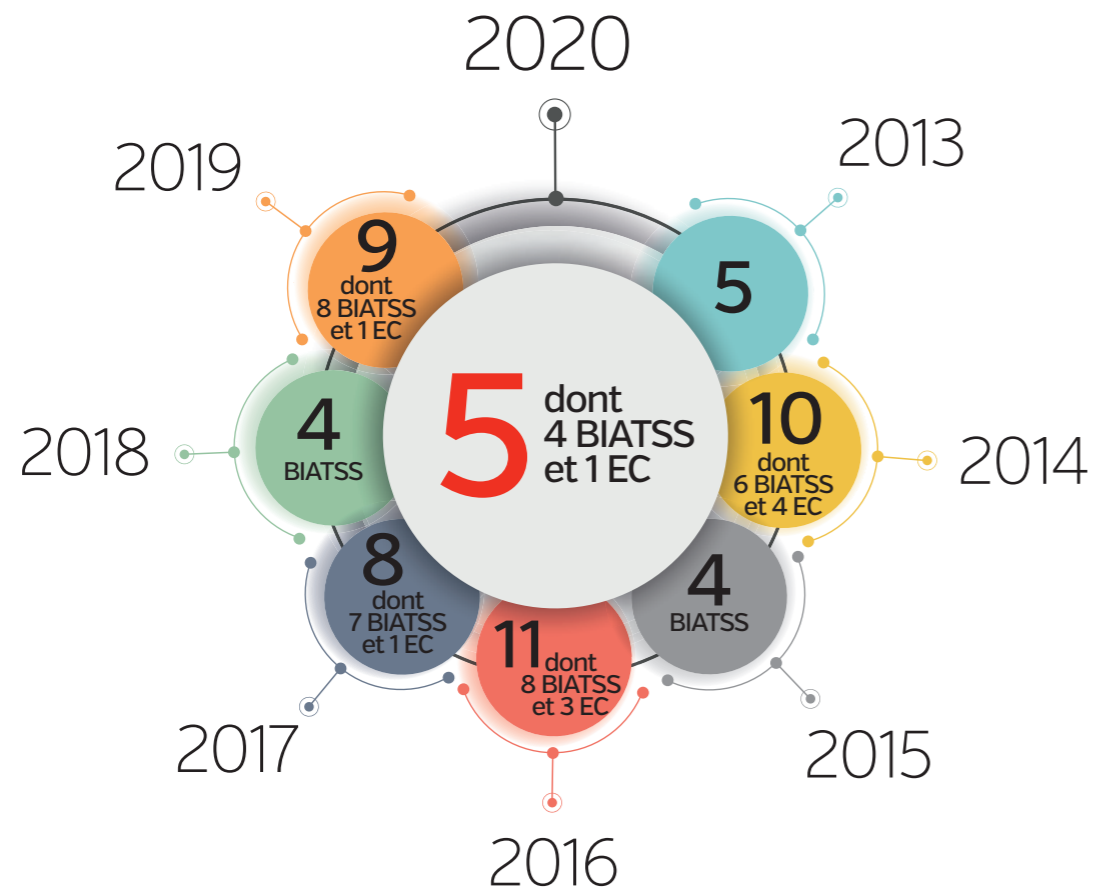 2020
5
dont
4 BIATSS
et 1 EC
2013
5
2014
10
dont
6 BIATSS
et 4 EC
2015
4
BIATSS
2016
11
dont
8 BIATSS
et 3 EC
2017
8
dont
7 BIATSS
et 1 EC
2018
4
BIATSS
2019
9
dont
8 BIATSS
et 1 EC